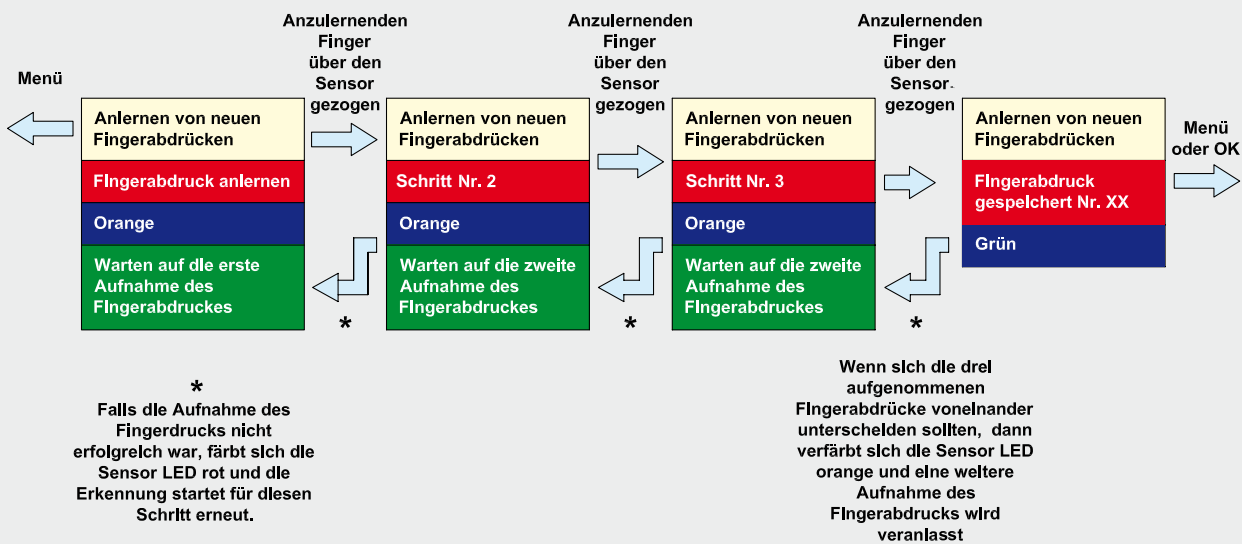 Menü
Anzulernenden
Finger
über den
Sensor
gezogen
Anzulernenden
Finger
über den
Sensor
gezogen
Anzulernenden
Finger
über den
Sensor
gezogen
Anlernen von neuen
Fingerabdrücken
Fingerabdruck anlernen
Orange
Warten auf die erste
Aufnahme des
Fingerabdruckes
*
Anlernen von neuen
Fingerabdrücken
Schritt Nr. 2
Orange
Warten auf die zweite
Aufnahme des
Fingerabdruckes
*
Anlernen von neuen
Fingerabdrücken
Schritt Nr. 3
Orange
Warten auf die zweite
Aufnahme des
Fingerabdruckes
*
Anlernen von neuen
Fingerabdrücken
Fingerabdruck
gespeichert Nr. XX
Grün
Menü
oder OK
*
Falls die Aufnahme des
Fingerdrucks nicht
erfolgreich war, färbt sich die
Sensor LED rot und die
Erkennung startet für diesen
Schritt erneut.
Wenn sich die drei
aufgenommenen
Fingerabdrücke voneinander
unterscheiden sollten, dann
verfärbt sich die Sensor LED
orange und eine weitere
Aufnahme des
Fingerabdrucks wird
veranlasst